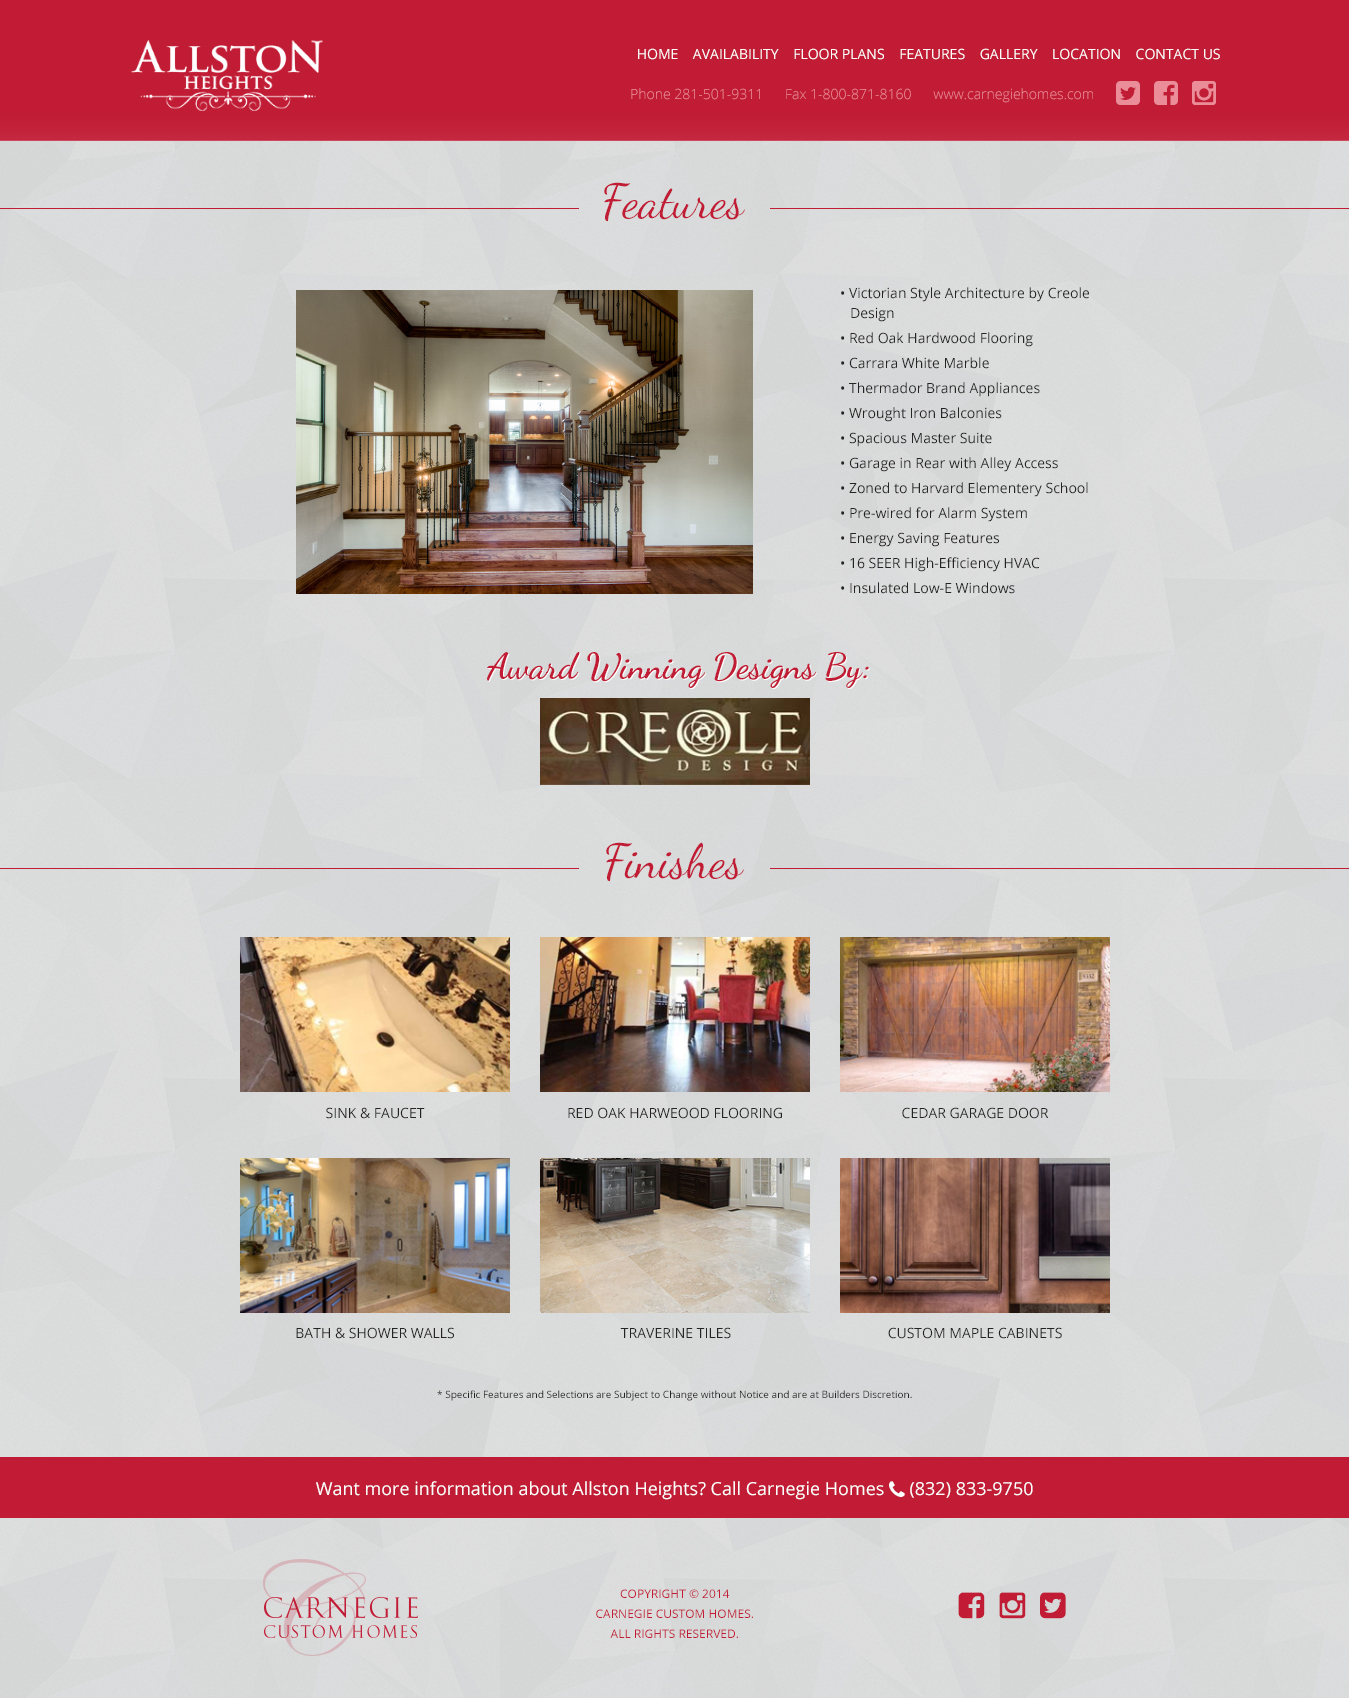 ALLSTON
HEIGHTS
HOME AVAILABILITY FLOOR PLANS FEATURES GALLERY LOCATION CONTACT US
Phone 281-501-9311 Fax 1-800-871-8160 www.carnegiehomes.com
Features
• Victorian Style Architecture by Creole
Design
• Red Oak Hardwood Flooring
• Carrara White Marble
• Thermador Brand Appliances
• Wrought Iron Balconies
• Spacious Master Suite
• Garage in Rear with Alley Access
• Zoned to Harvard Elementery School
• Pre-wired for Alarm System
• Energy Saving Features
• 16 SEER High-Efficiency HVAC
• Insulated Low-E Windows
Award Winning Designs By:
CREOLE
DESIGN
Finishes
SINK & FAUCET
RED OAK HARWEOOD FLOORING
CEDAR GARAGE DOOR
BATH & SHOWER WALLS
TRAVERINE TILES
CUSTOM MAPLE CABINETS
* Specific Features and Selections are Subject to Change without Notice and are at Builders Discretion.
Want more information about Allston Heights? Call Carnegie Homes (832) 833-9750
C
CARNEGIE
CUSTOM HOMES
COPYRIGHT © 2014
CARNEGIE CUSTOM HOMES.
ALL RIGHTS RESERVED.